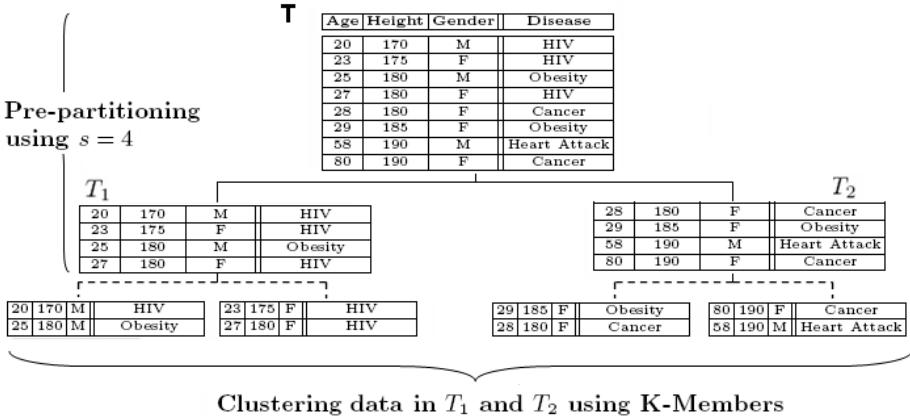 T
Age Height Gender Disease
20 170 M HIV
23 175 F HIV
25 180 M Obesity
27 180 F HIV
28 180 F Cancer
29 185 F Obesity
58 190 M Heart Attack
80 190 F Cancer
Pre-partitioning
using s = 4
T1
20 170 M HIV
23 175 F HIV
25 180 M Obesity
27 180 F HIV
T2
28 180 F Cancer
29 185 F Obesity
58 190 M Heart Attack
80 190 F Cancer
20 170 M HIV
25 180 M Obesity
23 175 F HIV
27 180 F HIV
29 185 F Obesity
28 180 F Cancer
80 190 F Cancer
58 190 M Heart Attack
Clustering data in T1 and T2 using K-Members